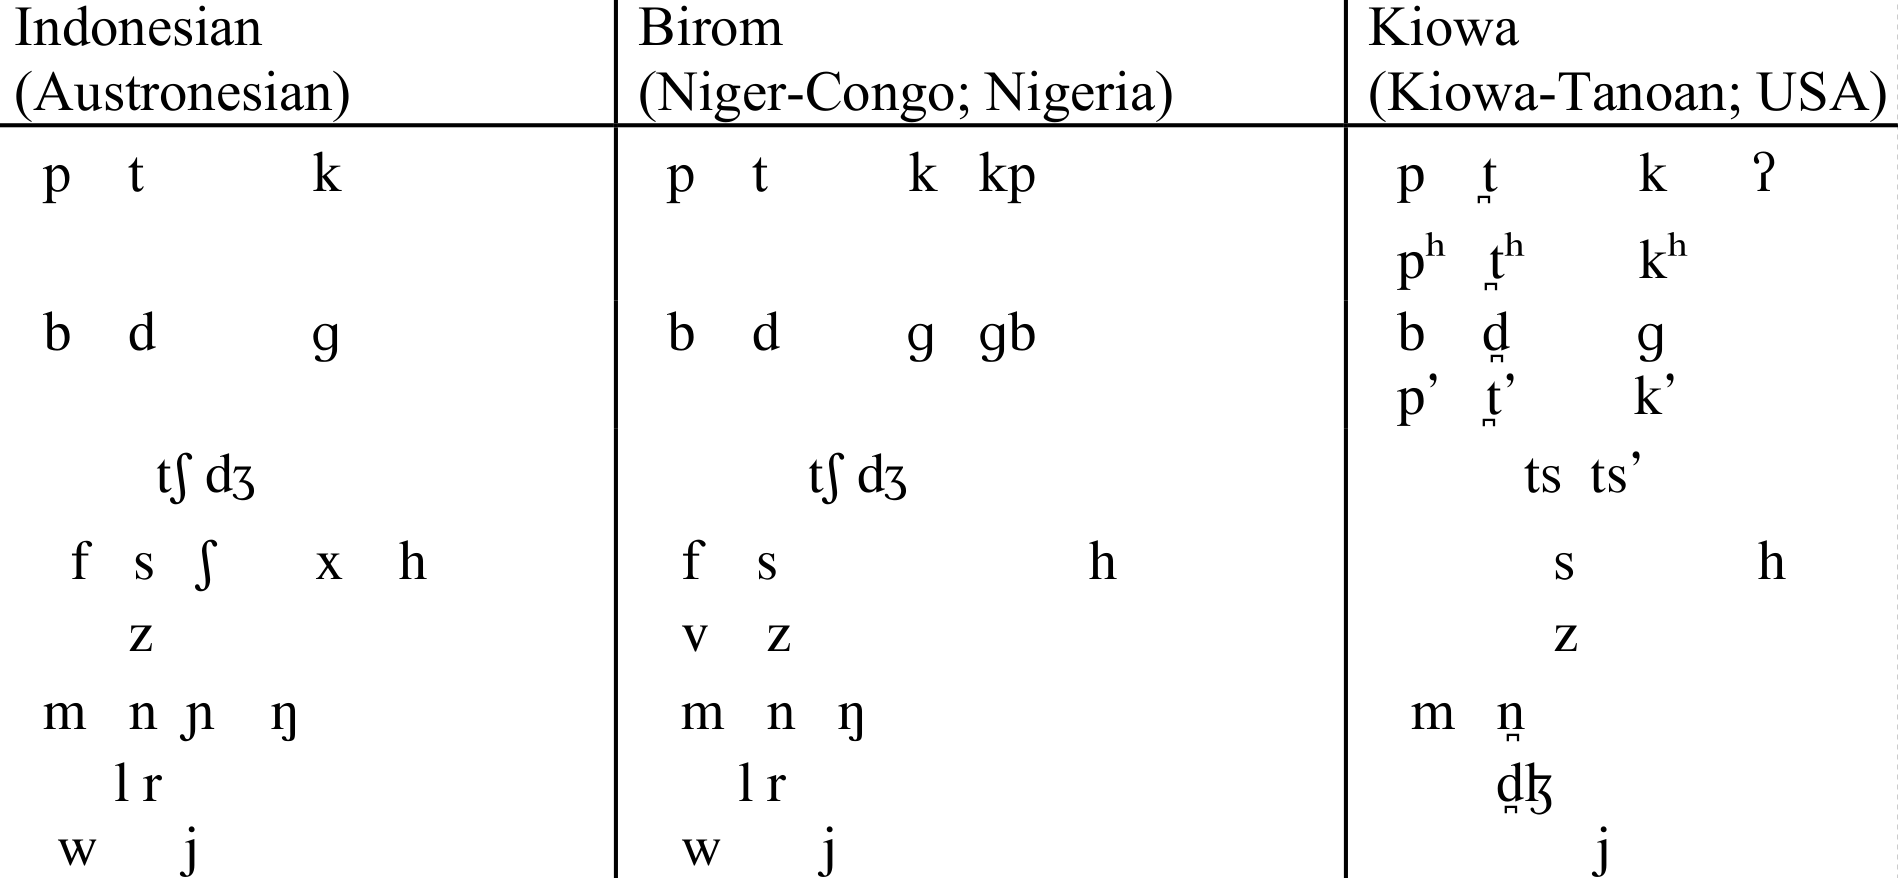 Indonesian Birom Kiowa
(Austronesian) (Niger-Congo; Nigeria) (Kiowa-Tanoan; USA)
p t k p t k kp p t̪ k ʔ
pʰ t̪ʰ kʰ
b d ɡ b d ɡ ɡb b d̪ ɡ
p’ t̪’ k’
tʃ dʒ tʃ dʒ ts ts’
f s ʃ x h f s h s h
z v z z
m n ɲ ŋ m n ŋ m n̪
l r l r d̪ɮ
w j w j j